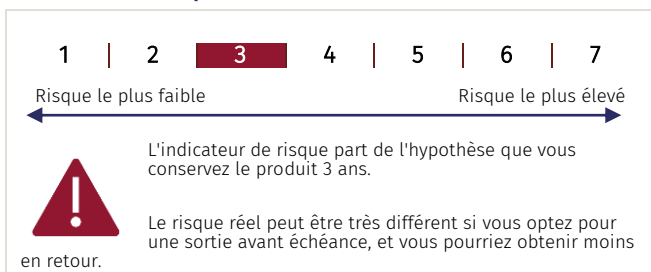 1 | 2 | 3 | 4 | 5 | 6 | 7
Risque le plus faible Risque le plus élevé
L'indicateur de risque part de l'hypothèse que vous
conservez le produit 3 ans.
Le risque réel peut être très différent si vous optez pour
une sortie avant échéance, et vous pourriez obtenir moins
en retour.